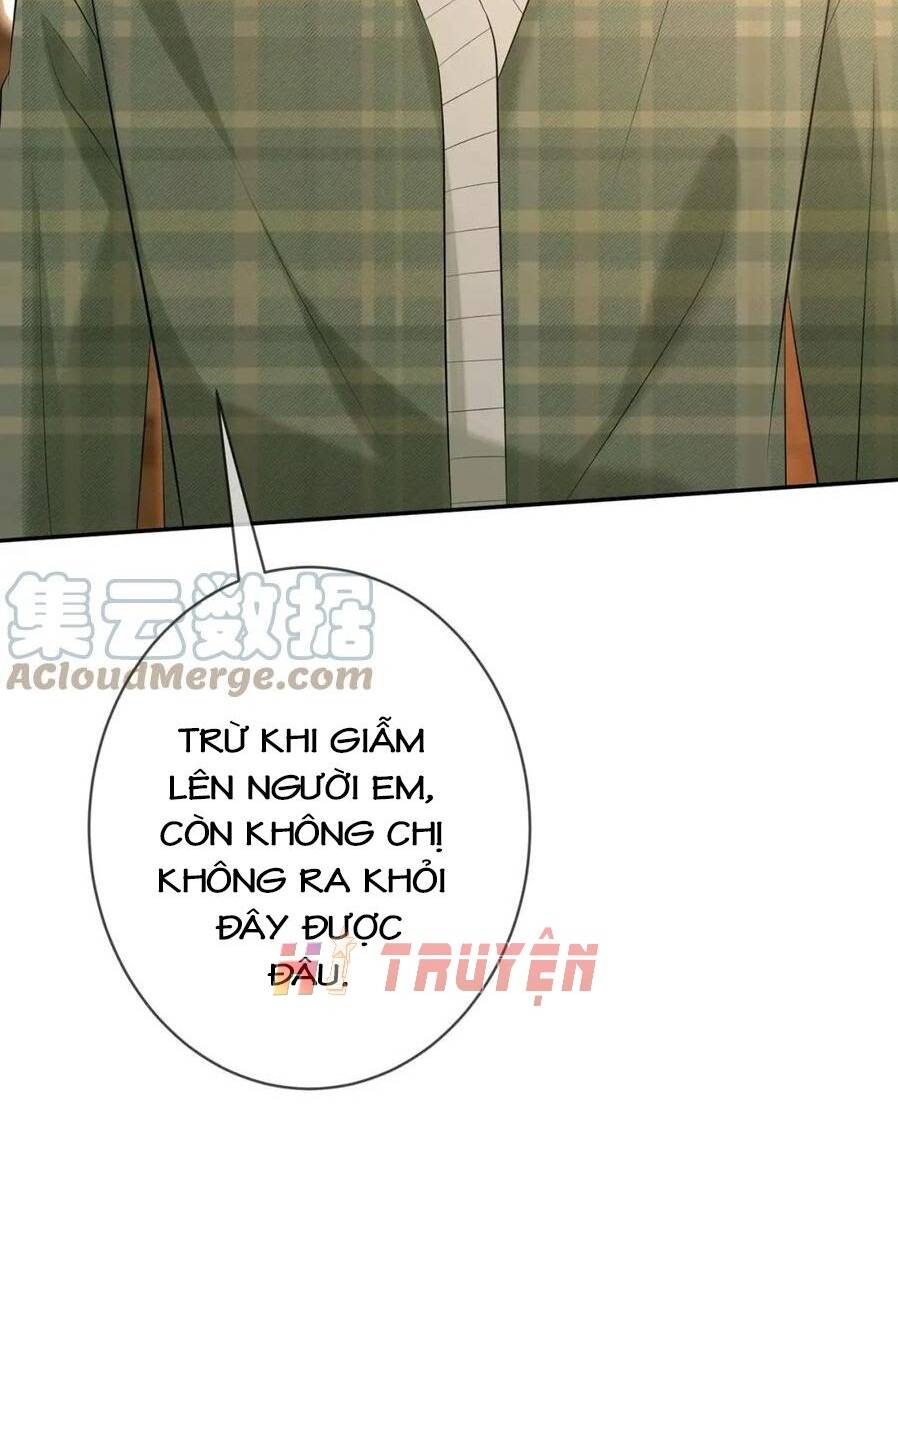 集云数据
ACloudMerge.com
TRỪ KHI GIẪM
LÊN NGƯỜI EM,
CÒN KHÔNG CHỊ
KHÔNG RA KHỎI
ĐÂY ĐƯỢC
ĐÂU.
HI TRUYỆN